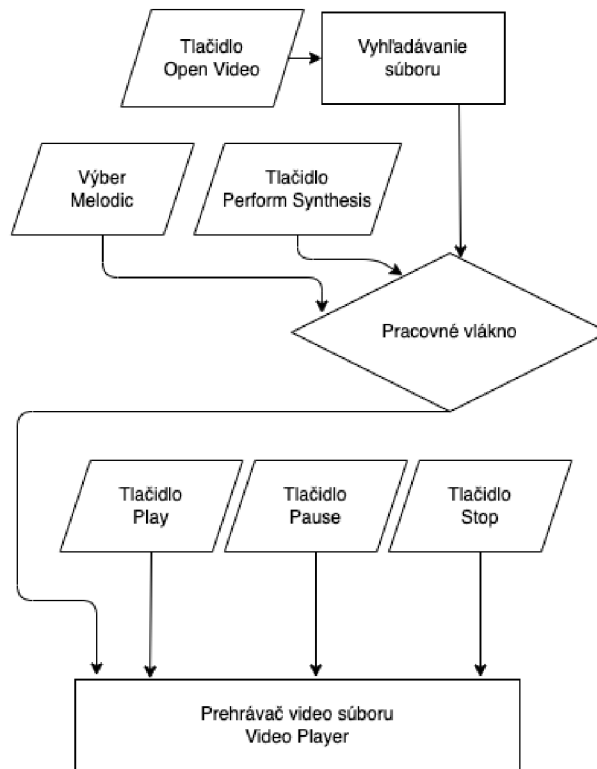 Tlačidlo
Open Video
Vyhľadávanie
súboru
Výber
Melodic
Tlačidlo
Perform Synthesis
Pracovné vlákno
Tlačidlo
Play
Tlačidlo
Pause
Tlačidlo
Stop
Prehrávač video súboru
Video Player